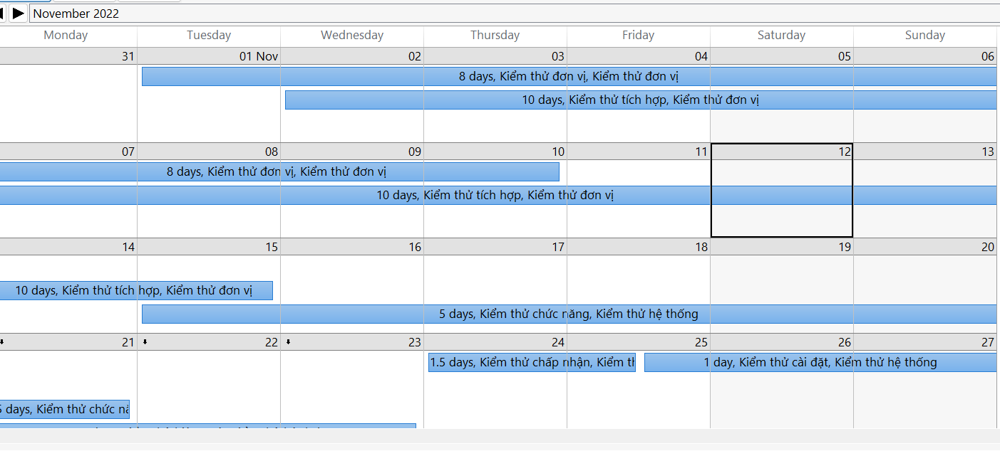 November 2022
Monday Tuesday Wednesday Thursday Friday Saturday Sunday
31 01 Nov 02 03 04 05 06
8 days, Kiểm thử đơn vị, Kiểm thử đơn vị
10 days, Kiểm thử tích hợp, Kiểm thử đơn vị
07 08 09 10 11 12 13
8 days, Kiểm thử đơn vị, Kiểm thử đơn vị
10 days, Kiểm thử tích hợp, Kiểm thử đơn vị
14 15 16 17 18 19 20
10 days, Kiểm thử tích hợp, Kiểm thử đơn vị
5 days, Kiểm thử chức năng, Kiểm thử hệ thống
21 22 23 24 25 26 27
1.5 days, Kiểm thử chấp nhận, Kiểm 1 day, Kiểm thử cài đặt, Kiểm thử hệ thống
5 days, Kiểm thử chức